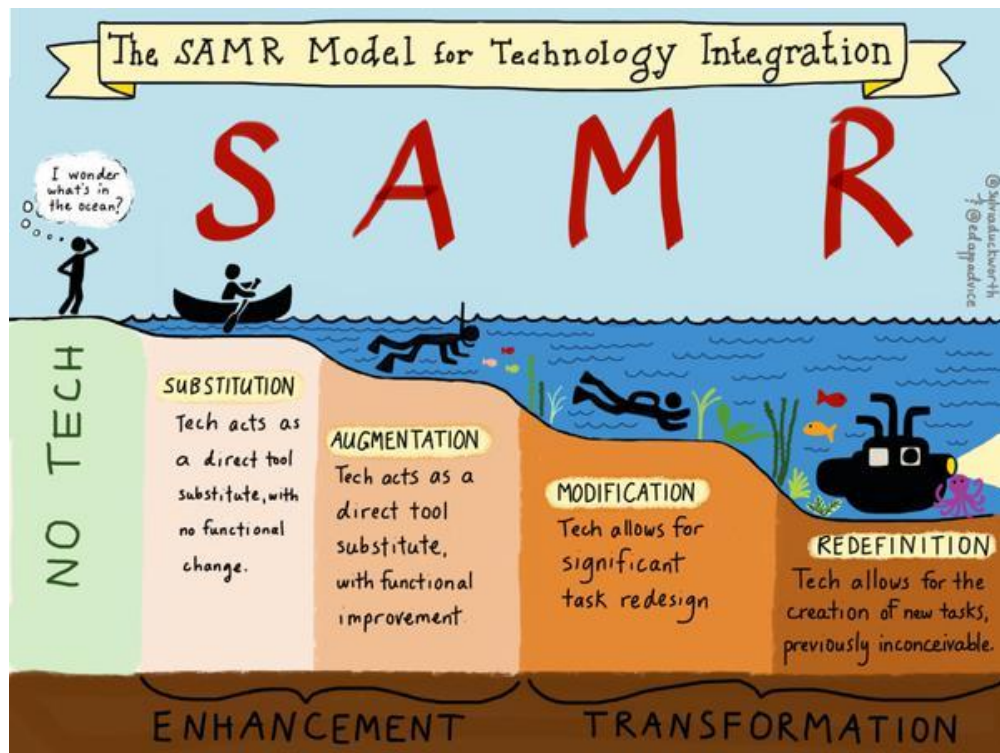 The SAMR Model for Technology Integration
S A M R
I wonder
what's in
the ocean?
@sylviaduckworth
& @edappadvice
NO TECH
SUBSTITUTION
Tech acts as
a direct tool
substitute, with
no functional
change.
AUGMENTATION
Tech acts as a
direct tool
substitute,
with functional
improvement
MODIFICATION
Tech allows for
significant
task redesign
REDEFINITION
Tech allows for the
creation of new tasks,
previously inconceivable.
ENHANCEMENT
TRANSFORMATION